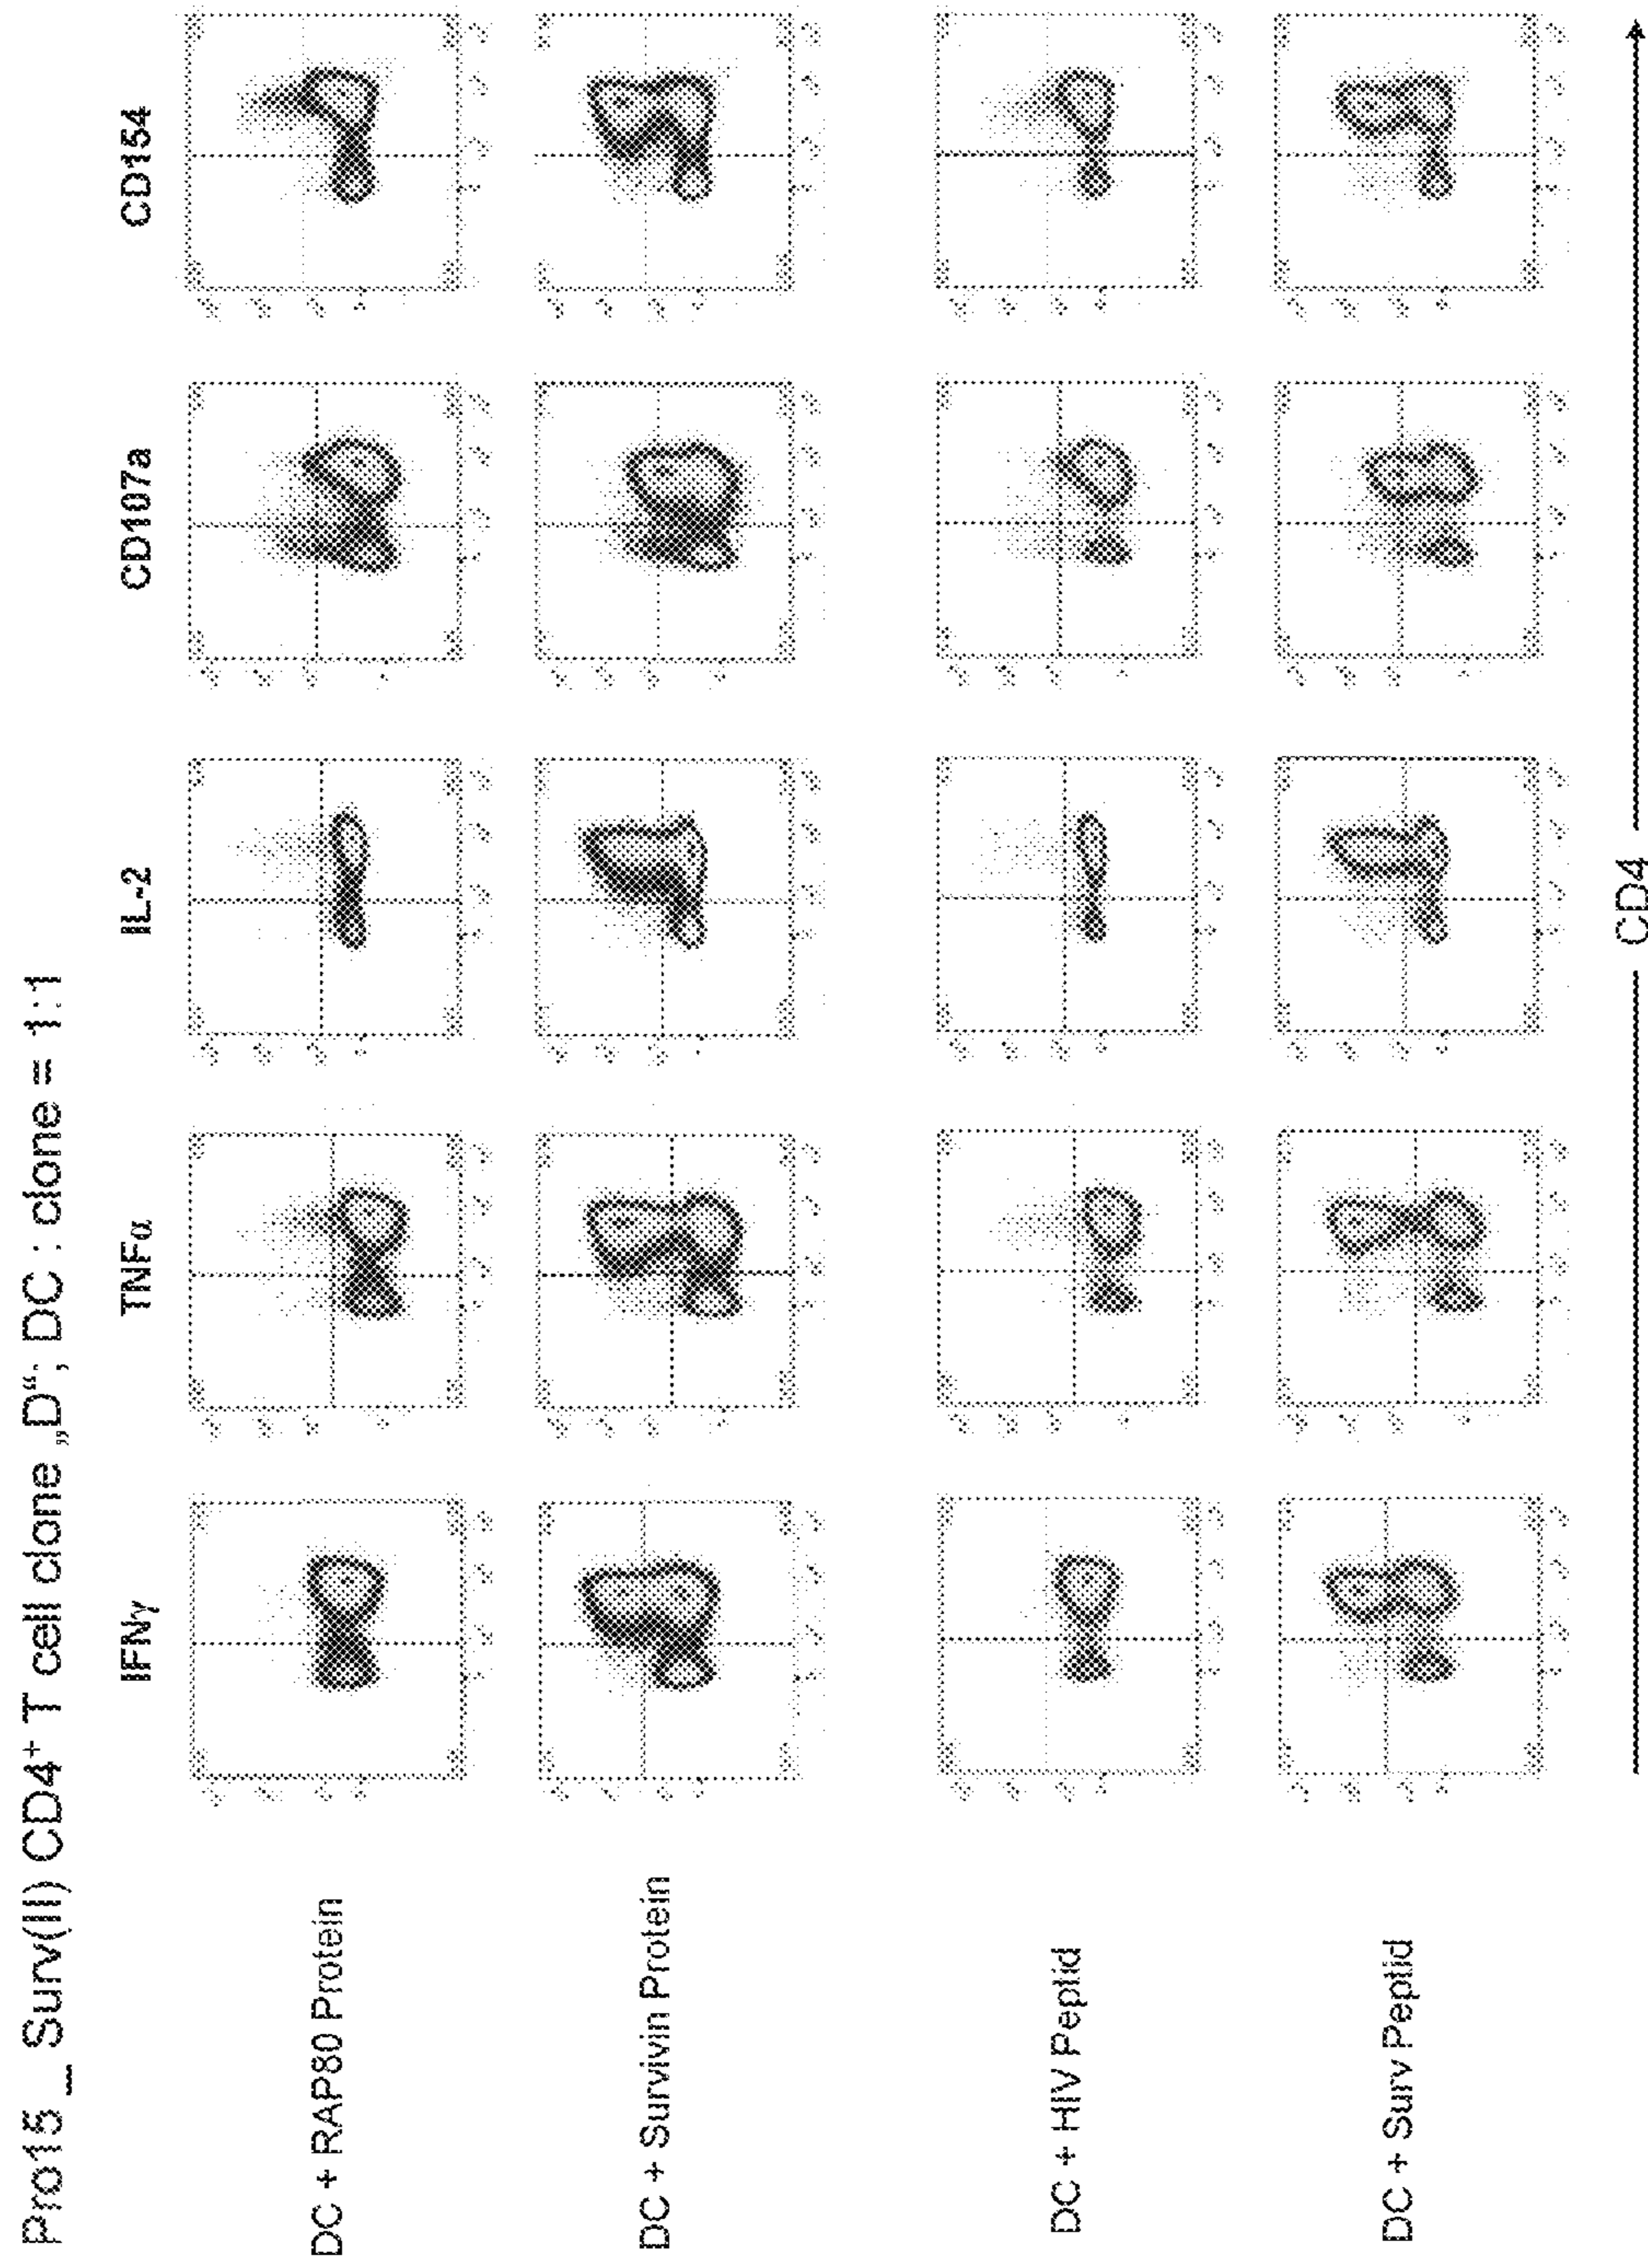 Pro15 _ Surv(II) CD4⁺ T cell clone „D“; DC : clone = 1:1
IFNγ TNFα IL-2 CD107a CD154
DC + RAP80 Protein
DC + Survivin Protein
DC + HIV Peptid
DC + Surv Peptid
CD4